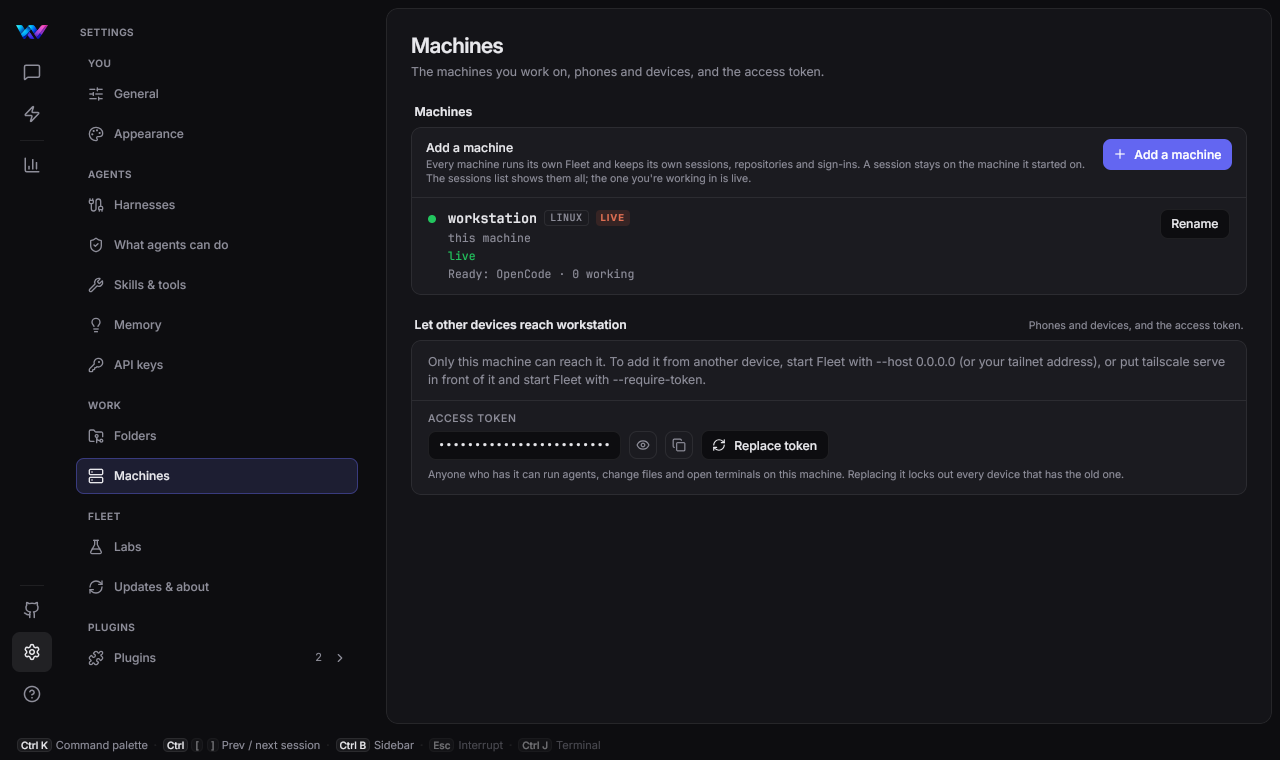 SETTINGS
YOU
General
Appearance
AGENTS
Harnesses
What agents can do
Skills & tools
Memory
API keys
WORK
Folders
Machines
FLEET
Labs
Updates & about
PLUGINS
Plugins 2
Machines
The machines you work on, phones and devices, and the access token.
Machines
Add a machine
Every machine runs its own Fleet and keeps its own sessions, repositories and sign-ins. A session stays on the machine it started on.
The sessions list shows them all; the one you're working in is live.
+ Add a machine
workstation LINUX LIVE
this machine
live
Ready: OpenCode · 0 working
Rename
Let other devices reach workstation
Phones and devices, and the access token.
Only this machine can reach it. To add it from another device, start Fleet with --host 0.0.0.0 (or your tailnet address), or put tailscale serve
in front of it and start Fleet with --require-token.
ACCESS TOKEN
•••••••••••••••••••••••• Replace token
Anyone who has it can run agents, change files and open terminals on this machine. Replacing it locks out every device that has the old one.
Ctrl K Command palette · Ctrl [ ] Prev / next session · Ctrl B Sidebar · Esc Interrupt · Ctrl J Terminal